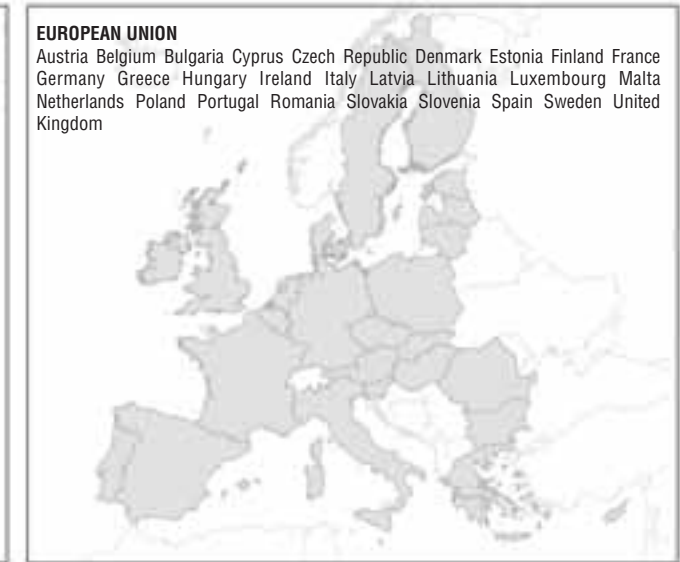 EUROPEAN UNION
Austria Belgium Bulgaria Cyprus Czech Republic Denmark Estonia Finland France
Germany Greece Hungary Ireland Italy Latvia Lithuania Luxembourg Malta
Netherlands Poland Portugal Romania Slovakia Slovenia Spain Sweden United
Kingdom